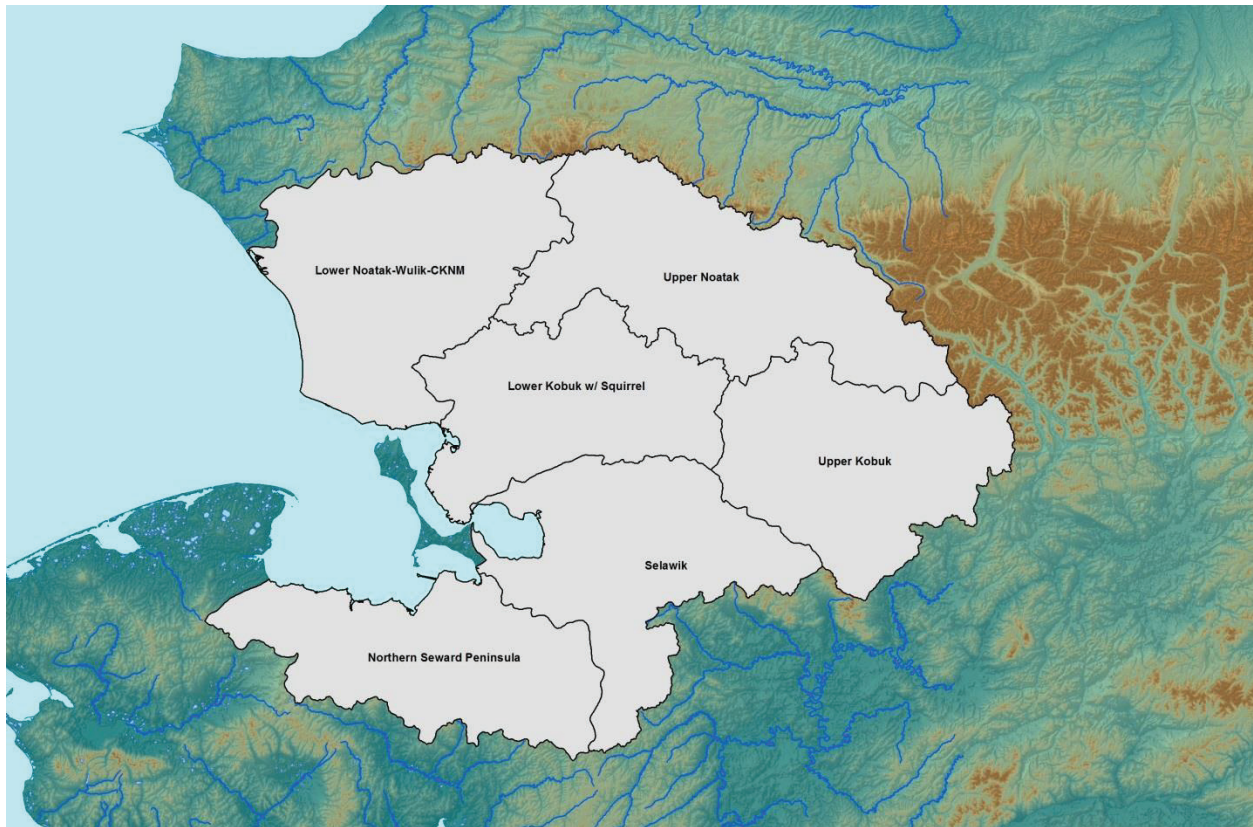 Lower Noatak-Wulik-CKNM
Upper Noatak
Lower Kobuk w/ Squirrel
Upper Kobuk
Selawik
Northern Seward Peninsula